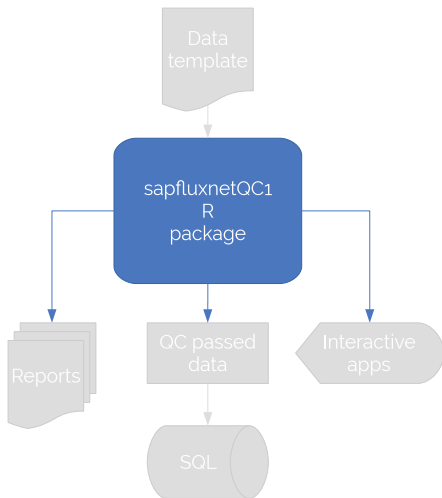 Data
template
sapfluxnetQC1
R
package
Reports
QC passed
data
Interactive
apps
SQL